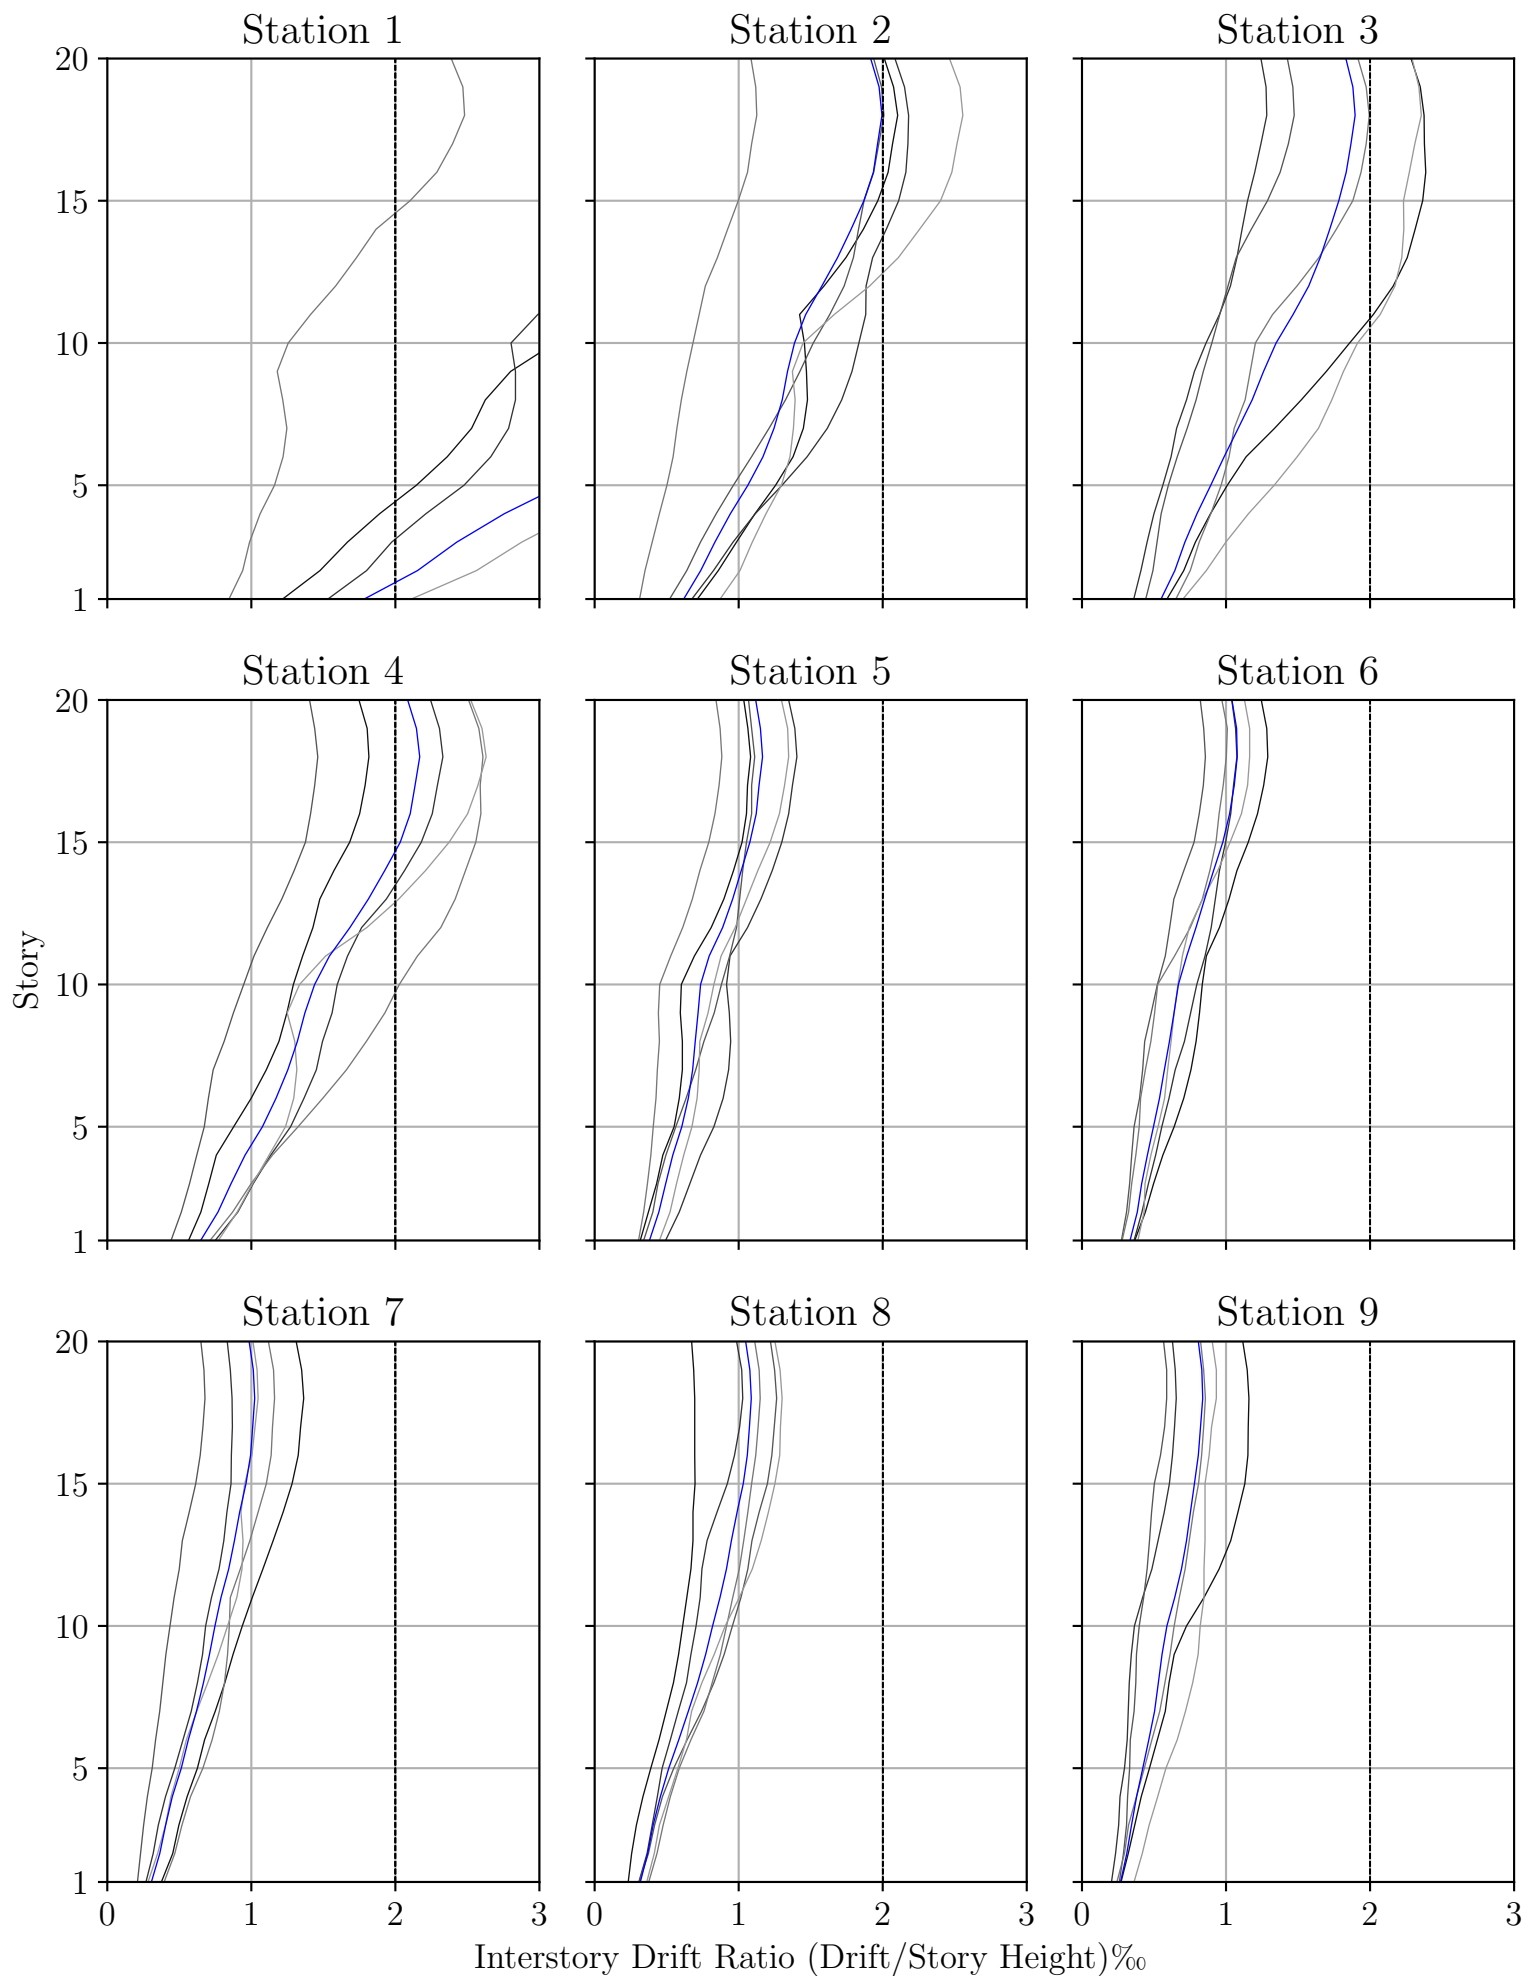 Station 1
Station 2
Station 3
20
15
10
5
1
Station 4
Station 5
Station 6
20
15
10
5
1
Story
Station 7
Station 8
Station 9
20
15
10
5
1
0 1 2 3 0 1 2 3 0 1 2 3
Interstory Drift Ratio (Drift/Story Height)‰